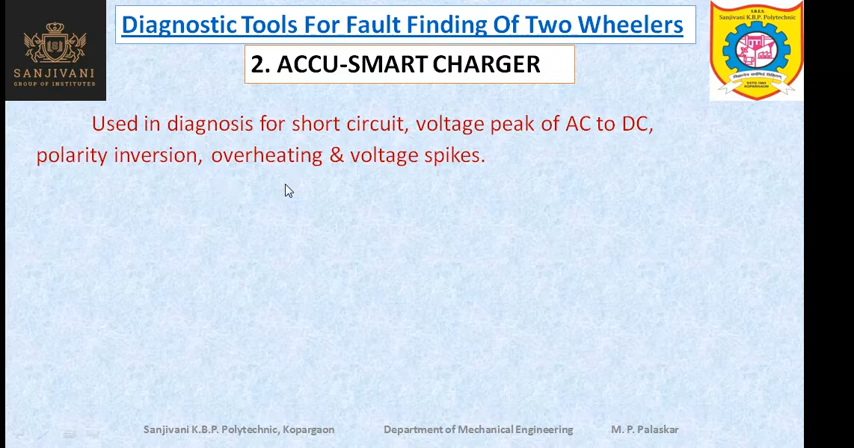 Diagnostic Tools For Fault Finding Of Two Wheelers
SANJIVANI
GROUP OF INSTITUTES
S.R.E.S.
Sanjivani K.B.P. Polytechnic
2. ACCU-SMART CHARGER
Used in diagnosis for short circuit, voltage peak of AC to DC,
polarity inversion, overheating & voltage spikes.
Sanjivani K.B.P. Polytechnic, Kopargaon Department of Mechanical Engineering M. P. Palaskar